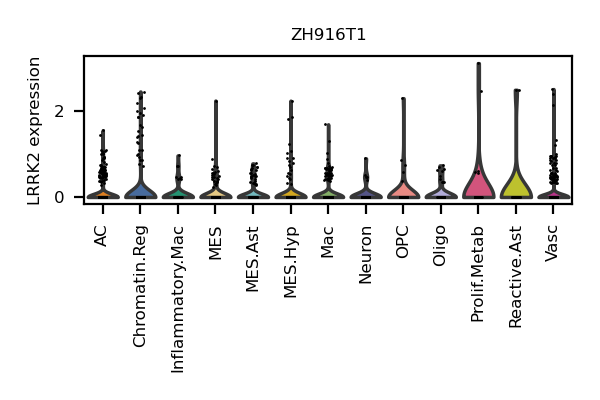 ZH916T1
LRRK2 expression
2
0
AC
Chromatin.Reg
Inflammatory.Mac
MES
MES.Ast
MES.Hyp
Mac
Neuron
OPC
Oligo
Prolif.Metab
Reactive.Ast
Vasc